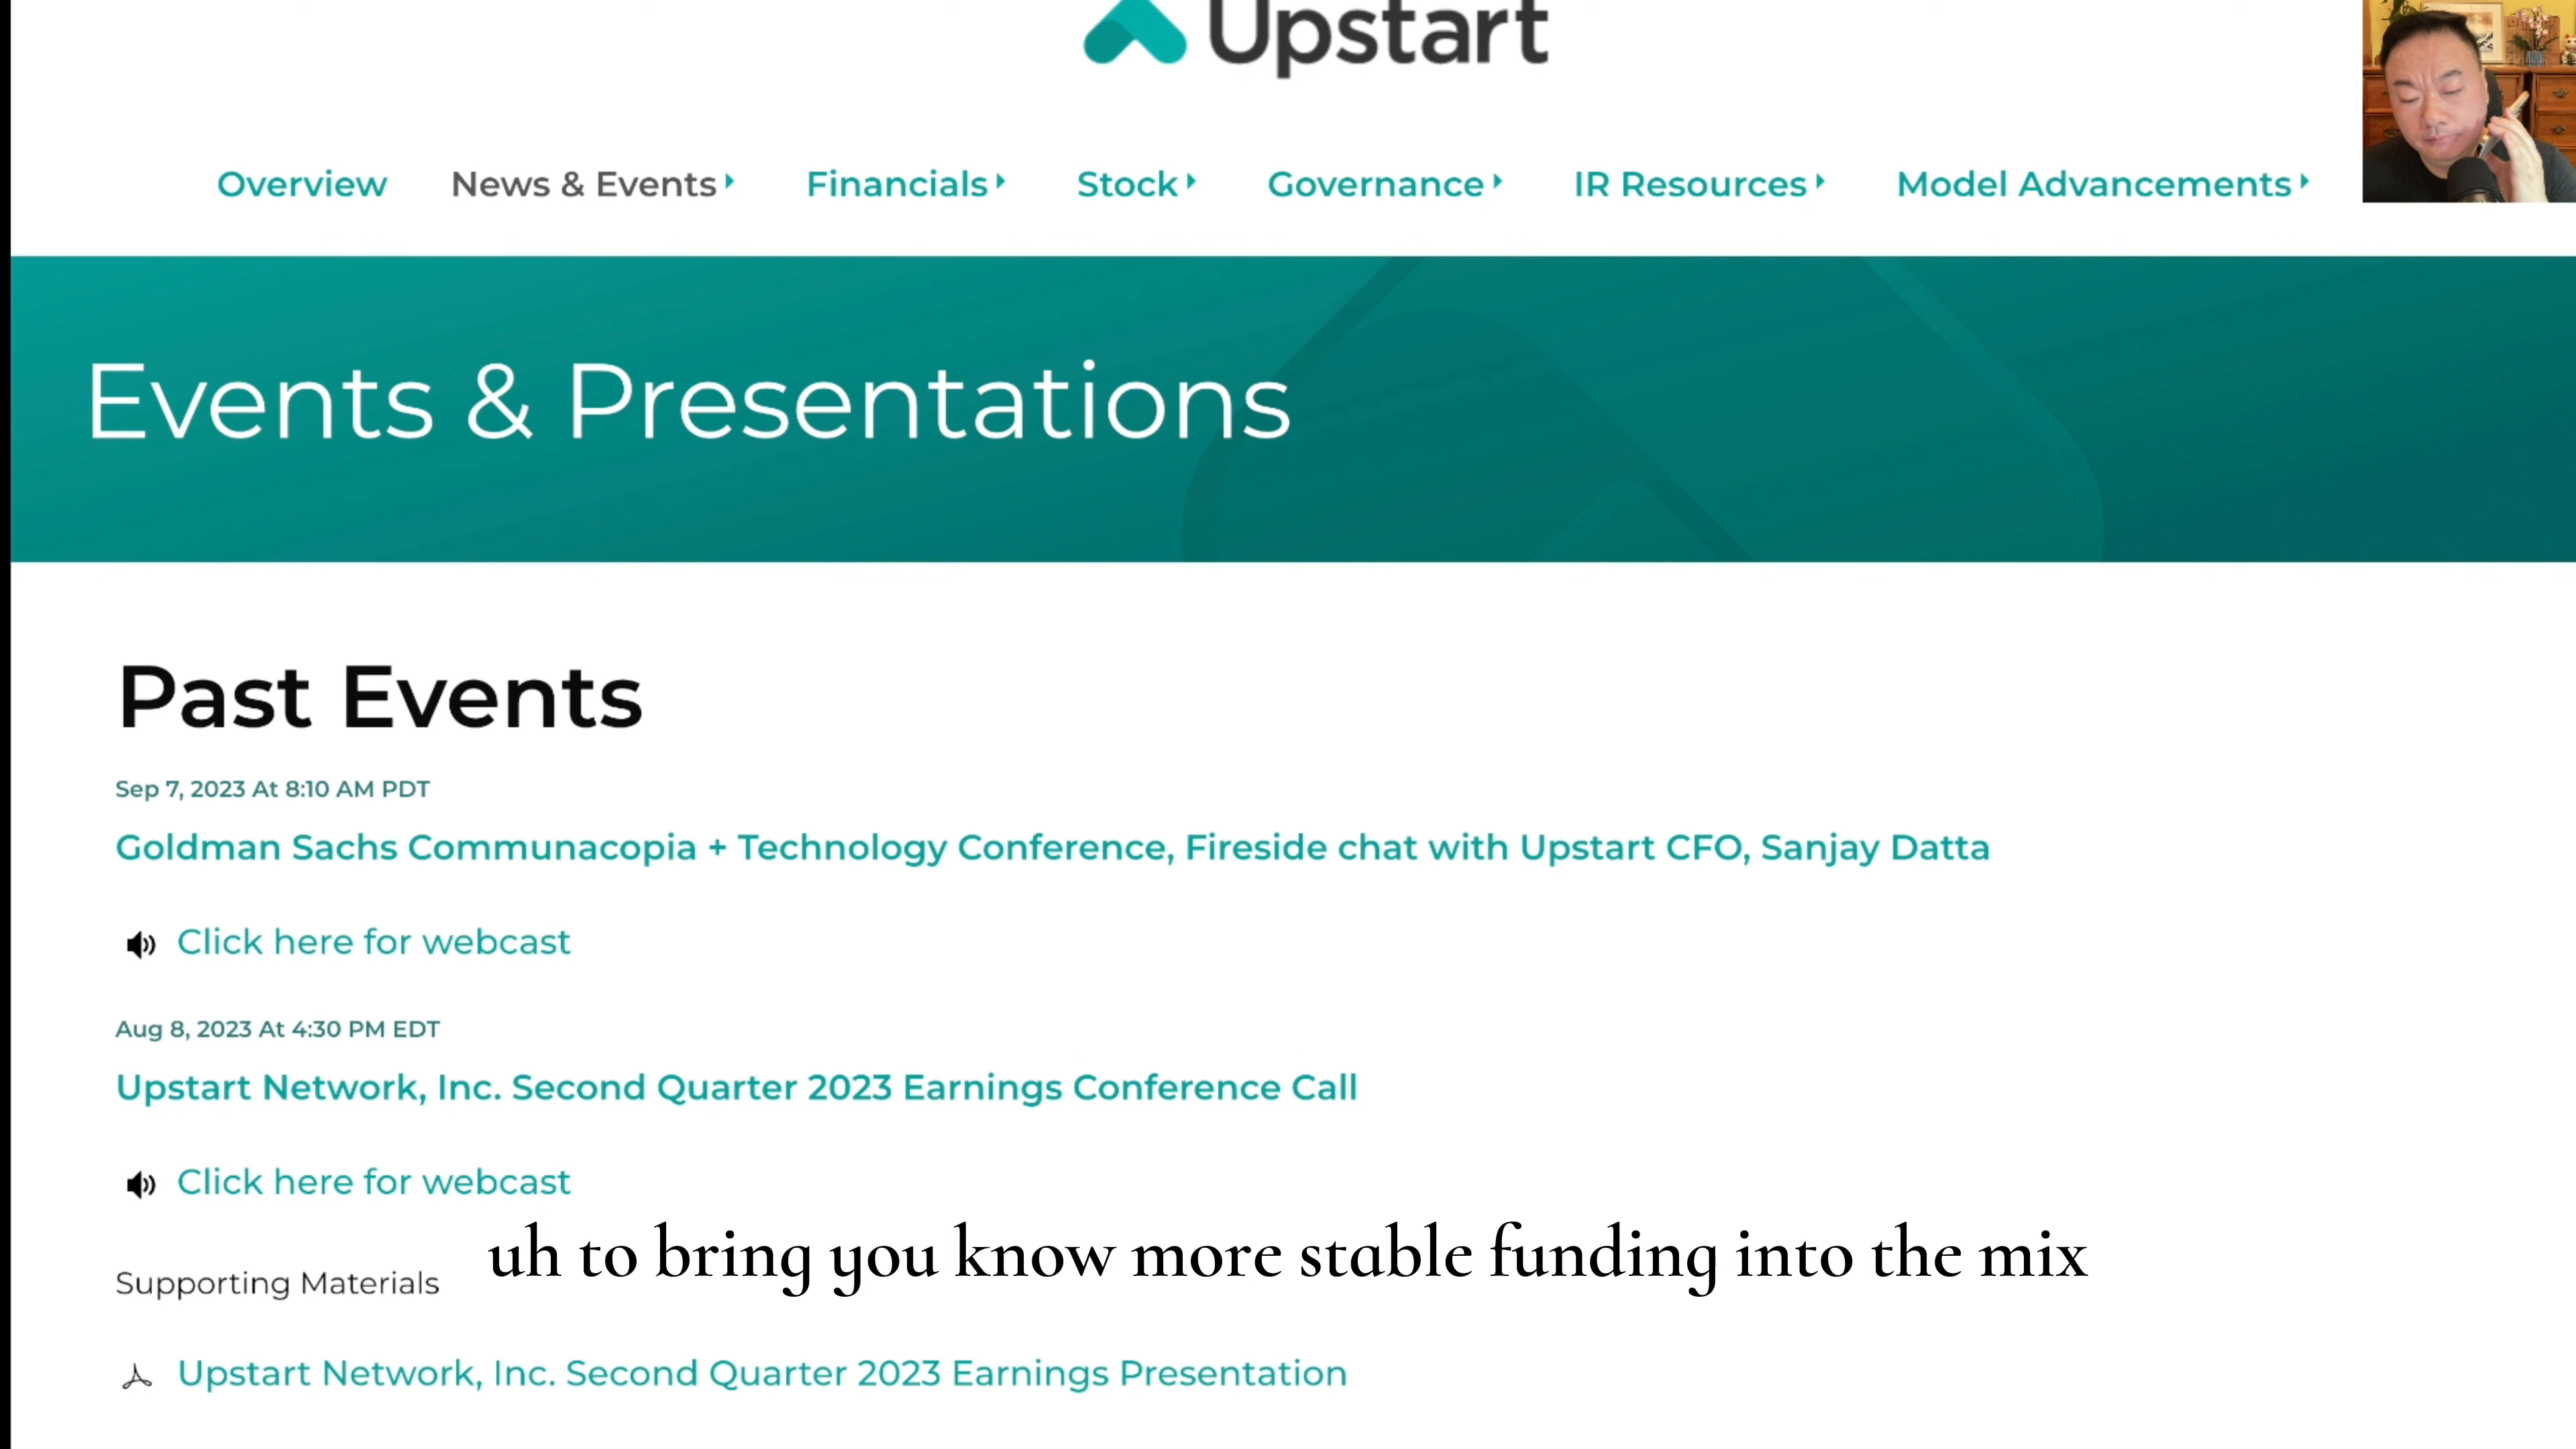 Upstart
Overview News & Events Financials Stock Governance IR Resources Model Advancements
Events & Presentations
Past Events
Sep 7, 2023 At 8:10 AM PDT
Goldman Sachs Communacopia + Technology Conference, Fireside chat with Upstart CFO, Sanjay Datta
Click here for webcast
Aug 8, 2023 At 4:30 PM EDT
Upstart Network, Inc. Second Quarter 2023 Earnings Conference Call
Click here for webcast
uh to bring you know more stable funding into the mix
Supporting Materials
Upstart Network, Inc. Second Quarter 2023 Earnings Presentation